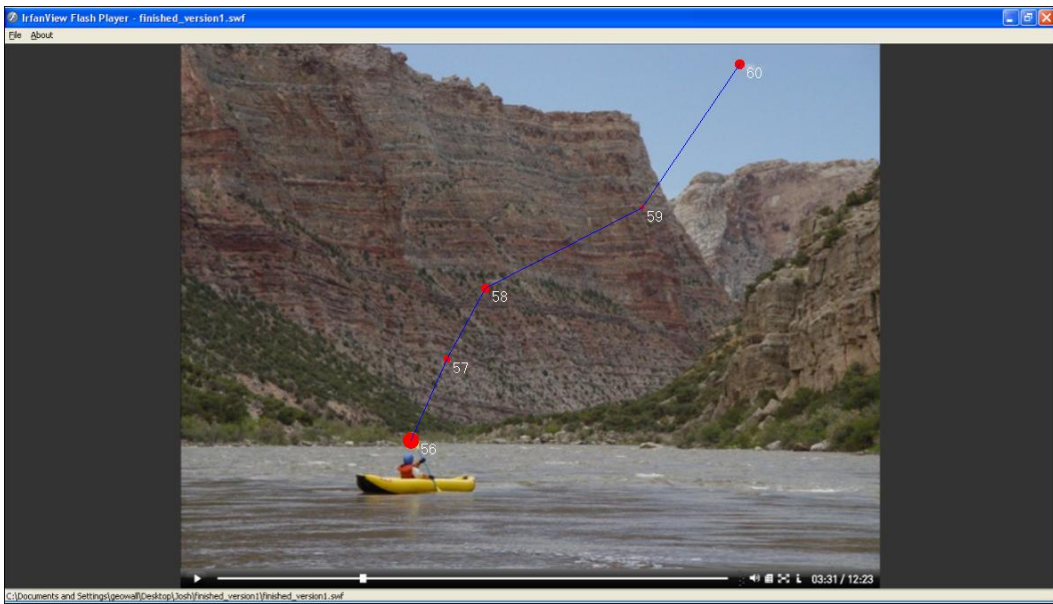 IrfanView Flash Player - finished_version1.swf
File About
60
59
58
57
56
03:31 / 12:23
C:\Documents and Settings\geowall\Desktop\Josh\finished_version1\finished_version1.swf